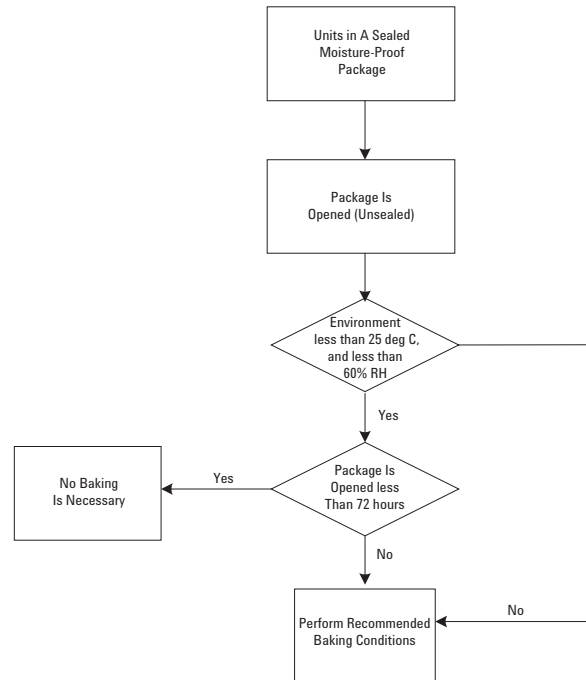 Units in A Sealed
Moisture-Proof
Package
Package Is
Opened (Unsealed)
Environment
less than 25 deg C,
and less than
60% RH
Yes
Package Is
Opened less
Than 72 hours
Yes
No Baking
Is Necessary
No
Perform Recommended
Baking Conditions
No